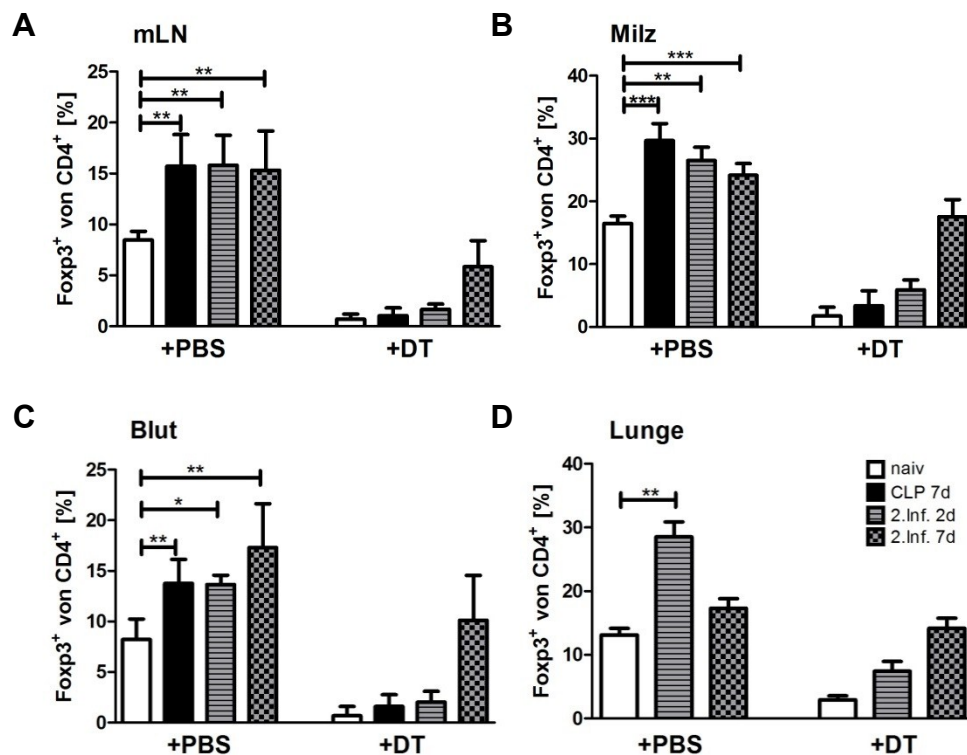 A
mLN
Foxp3⁺ von CD4⁺ [%]
25
20
15
10
5
0
**
**
**
+PBS
+DT
B
Milz
Foxp3⁺ von CD4⁺ [%]
40
30
20
10
0
***
**
***
+PBS
+DT
C
Blut
Foxp3⁺ von CD4⁺ [%]
25
20
15
10
5
0
**
*
**
+PBS
+DT
D
Lunge
Foxp3⁺ von CD4⁺ [%]
40
30
20
10
0
**
naiv
CLP 7d
2.Inf. 2d
2.Inf. 7d
+PBS
+DT